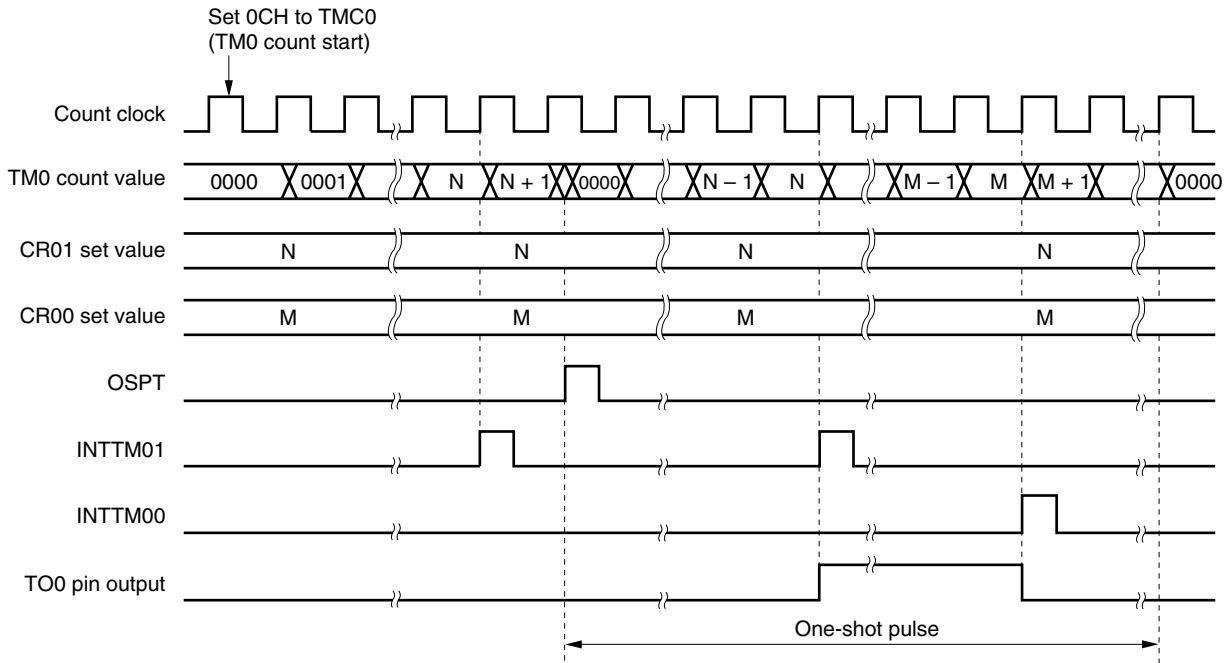 Set 0CH to TMC0
(TM0 count start)
Count clock
TM0 count value 0000 0001 N N + 1 0000 N – 1 N M – 1 M M + 1 0000
CR01 set value N N N N
CR00 set value M M M M
OSPT
INTTM01
INTTM00
TO0 pin output
One-shot pulse